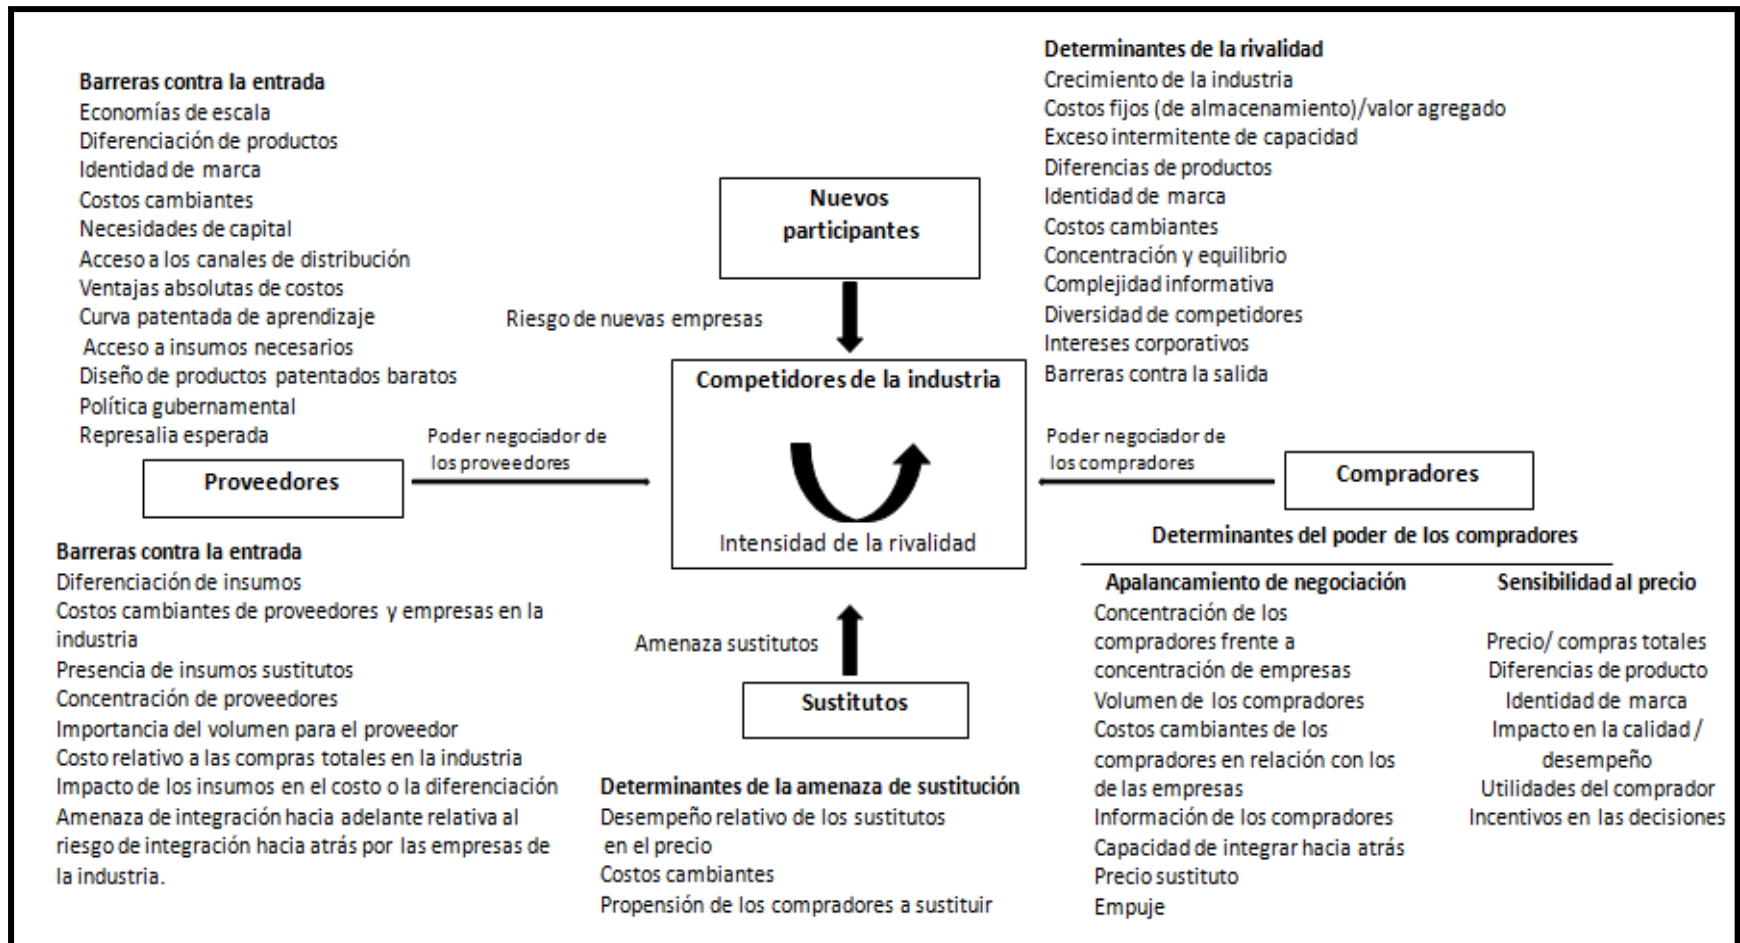 Barreras contra la entrada
Economías de escala
Diferenciación de productos
Identidad de marca
Costos cambiantes
Necesidades de capital
Acceso a los canales de distribución
Ventajas absolutas de costos
Curva patentada de aprendizaje
Acceso a insumos necesarios
Diseño de productos patentados baratos
Política gubernamental
Represalia esperada
Nuevos
participantes
Riesgo de nuevas empresas
Determinantes de la rivalidad
Crecimiento de la industria
Costos fijos (de almacenamiento)/valor agregado
Exceso intermitente de capacidad
Diferencias de productos
Identidad de marca
Costos cambiantes
Concentración y equilibrio
Complejidad informativa
Diversidad de competidores
Intereses corporativos
Barreras contra la salida
Proveedores
Poder negociador de
los proveedores
Competidores de la industria
Intensidad de la rivalidad
Poder negociador de
los compradores
Compradores
Barreras contra la entrada
Diferenciación de insumos
Costos cambiantes de proveedores y empresas en la
industria
Presencia de insumos sustitutos
Concentración de proveedores
Importancia del volumen para el proveedor
Costo relativo a las compras totales en la industria
Impacto de los insumos en el costo o la diferenciación
Amenaza de integración hacia adelante relativa al
riesgo de integración hacia atrás por las empresas de
la industria.
Amenaza sustitutos
Sustitutos
Determinantes de la amenaza de sustitución
Desempeño relativo de los sustitutos
en el precio
Costos cambiantes
Propensión de los compradores a sustituir
Determinantes del poder de los compradores
Apalancamiento de negociación
Concentración de los
compradores frente a
concentración de empresas
Volumen de los compradores
Costos cambiantes de los
compradores en relación con los
de las empresas
Información de los compradores
Capacidad de integrar hacia atrás
Precio sustituto
Empuje
Sensibilidad al precio
Precio/ compras totales
Diferencias de producto
Identidad de marca
Impacto en la calidad /
desempeño
Utilidades del comprador
Incentivos en las decisiones